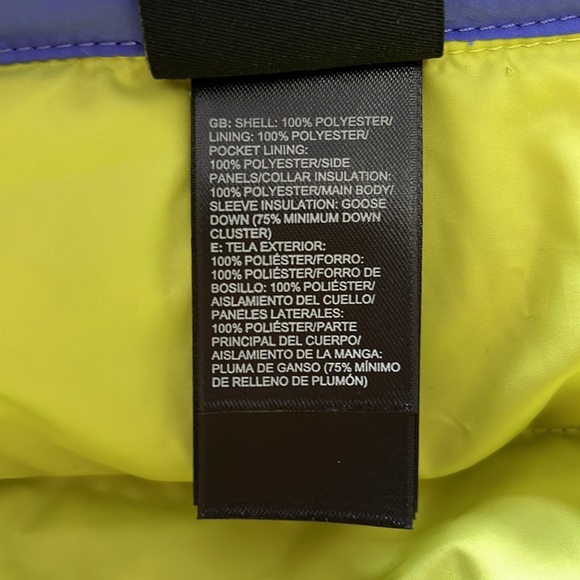 GB: SHELL: 100% POLYESTER/
LINING: 100% POLYESTER/
POCKET LINING:
100% POLYESTER/SIDE
PANELS/COLLAR INSULATION:
100% POLYESTER/MAIN BODY/
SLEEVE INSULATION: GOOSE
DOWN (75% MINIMUM DOWN
CLUSTER)
E: TELA EXTERIOR:
100% POLIÉSTER/FORRO:
100% POLIÉSTER/FORRO DE
BOSILLO: 100% POLIÉSTER/
AISLAMIENTO DEL CUELLO/
PANELES LATERALES:
100% POLIÉSTER/PARTE
PRINCIPAL DEL CUERPO/
AISLAMIENTO DE LA MANGA:
PLUMA DE GANSO (75% MÍNIMO
DE RELLENO DE PLUMÓN)